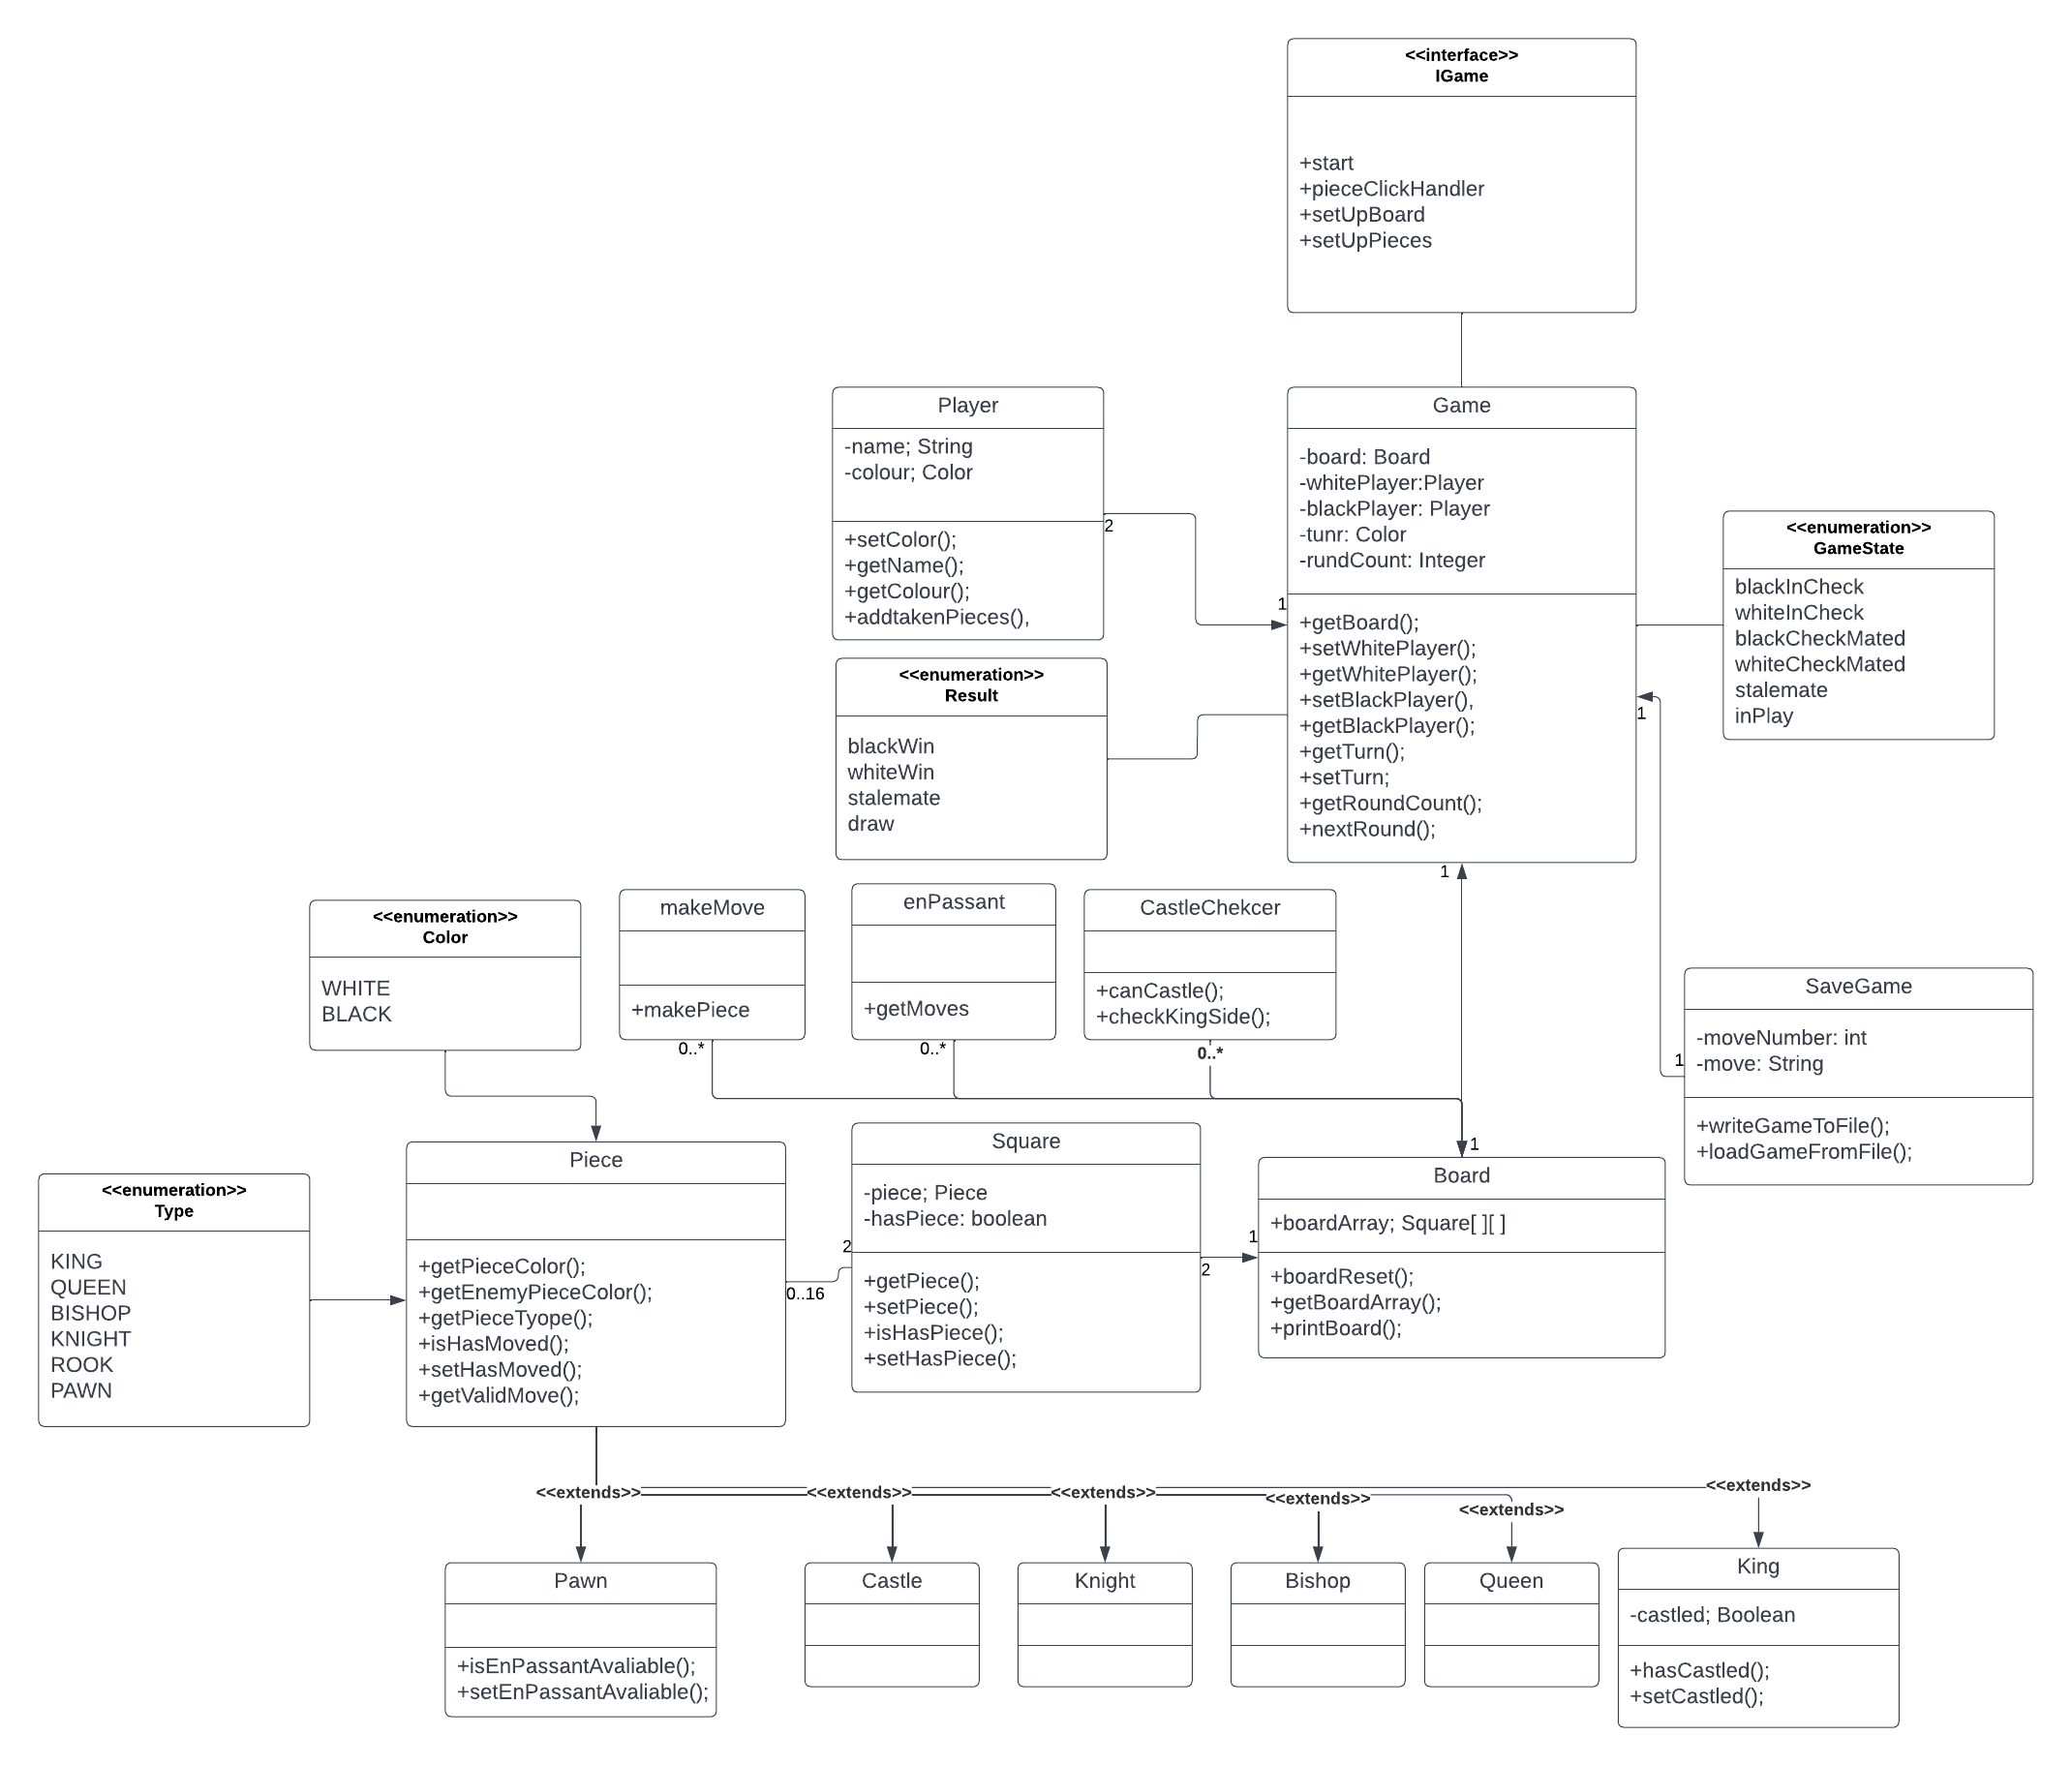 <<interface>>
IGame
+start
+pieceClickHandler
+setUpBoard
+setUpPieces
Player
-name; String
-colour; Color
+setColor();
+getName();
+getColour();
+addtakenPieces(),
2
1
Game
-board: Board
-whitePlayer:Player
-blackPlayer: Player
-tunr: Color
-rundCount: Integer
+getBoard();
+setWhitePlayer();
+getWhitePlayer();
+setBlackPlayer(),
+getBlackPlayer();
+getTurn();
+setTurn;
+getRoundCount();
+nextRound();
<<enumeration>>
GameState
blackInCheck
whiteInCheck
blackCheckMated
whiteCheckMated
stalemate
inPlay
1
<<enumeration>>
Result
blackWin
whiteWin
stalemate
draw
1
<<enumeration>>
Color
WHITE
BLACK
makeMove
+makePiece
0..*
enPassant
+getMoves
0..*
CastleChekcer
+canCastle();
+checkKingSide();
0..*
SaveGame
-moveNumber: int
-move: String
+writeGameToFile();
+loadGameFromFile();
1
<<enumeration>>
Type
KING
QUEEN
BISHOP
KNIGHT
ROOK
PAWN
Piece
+getPieceColor();
+getEnemyPieceColor();
+getPieceTyope();
+isHasMoved();
+setHasMoved();
+getValidMove();
0..16
2
Square
-piece; Piece
-hasPiece: boolean
+getPiece();
+setPiece();
+isHasPiece();
+setHasPiece();
2
1
1
Board
+boardArray; Square[ ][ ]
+boardReset();
+getBoardArray();
+printBoard();
<<extends>>
<<extends>>
<<extends>>
<<extends>>
<<extends>>
<<extends>>
Pawn
+isEnPassantAvaliable();
+setEnPassantAvaliable();
Castle
Knight
Bishop
Queen
King
-castled; Boolean
+hasCastled();
+setCastled();